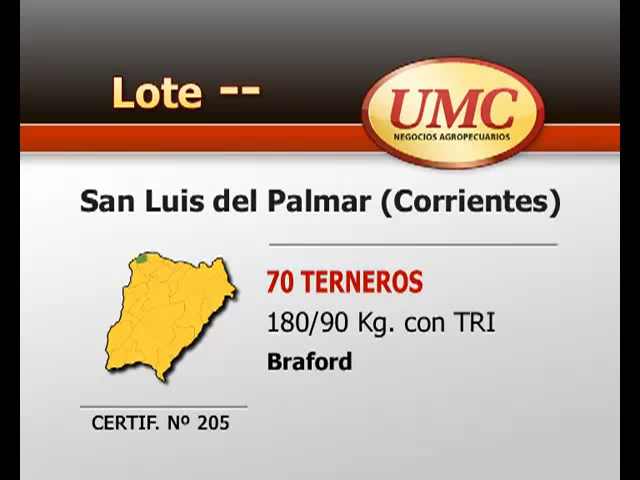 Lote --
UMC
NEGOCIOS AGROPECUARIOS
San Luis del Palmar (Corrientes)
70 TERNEROS
180/90 Kg. con TRI
Braford
CERTIF. Nº 205